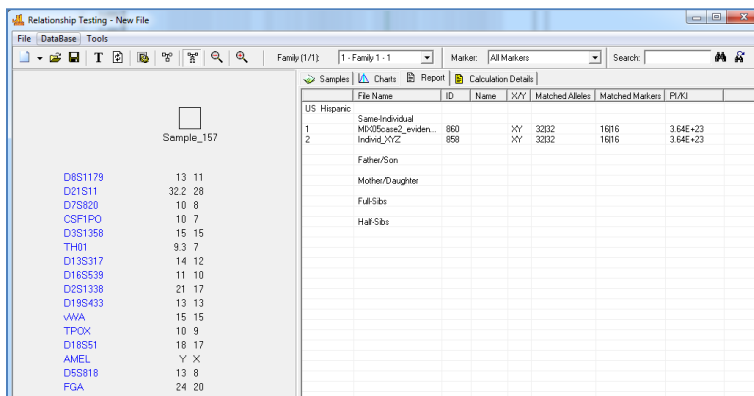 Relationship Testing - New File
File DataBase Tools
T Family (1/1): 1 - Family 1 - 1 Marker: All Markers Search:
Samples Charts Report Calculation Details
File Name ID Name X/Y Matched Alleles Matched Markers PI/KI
US Hispanic
Same-Individual
1 MIX05case2_eviden... 860 XY 32|32 16|16 3.64E+23
2 Individ_XYZ 858 XY 32|32 16|16 3.64E+23
Father/Son
Mother/Daughter
Full-Sibs
Half-Sibs
Sample_157
D8S1179 13 11
D21S11 32.2 28
D7S820 10 8
CSF1PO 10 7
D3S1358 15 15
TH01 9.3 7
D13S317 14 12
D16S539 11 10
D2S1338 21 17
D19S433 13 13
vWA 15 15
TPOX 10 9
D18S51 18 17
AMEL Y X
D5S818 13 8
FGA 24 20